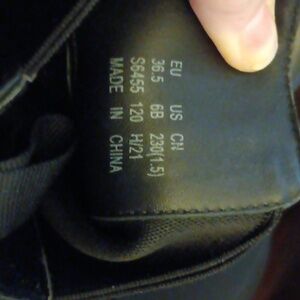 EU US CN
36.5 6B 230(1.5)
S6455 120 H/21
MADE IN CHINA